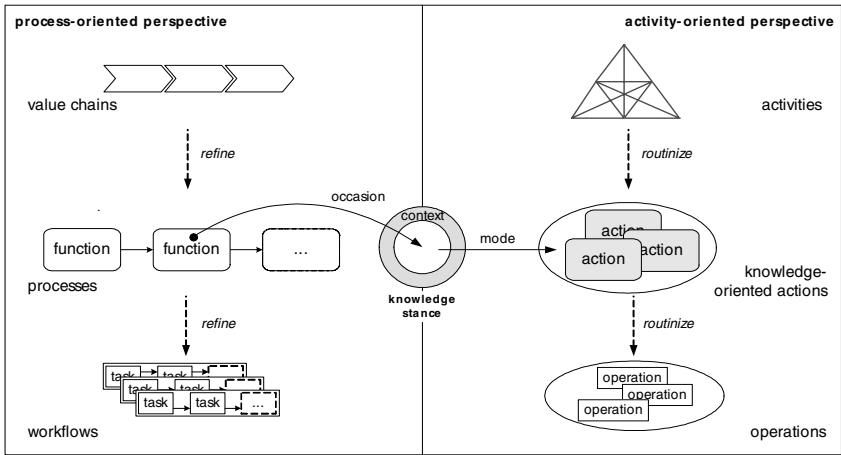 process-oriented perspective
activity-oriented perspective
value chains
activities
refine
routinize
occasion
context
mode
function
function
...
action
action
action
processes
knowledge
stance
knowledge-
oriented actions
refine
routinize
task
task
task
task
task
task
...
operation
operation
operation
workflows
operations